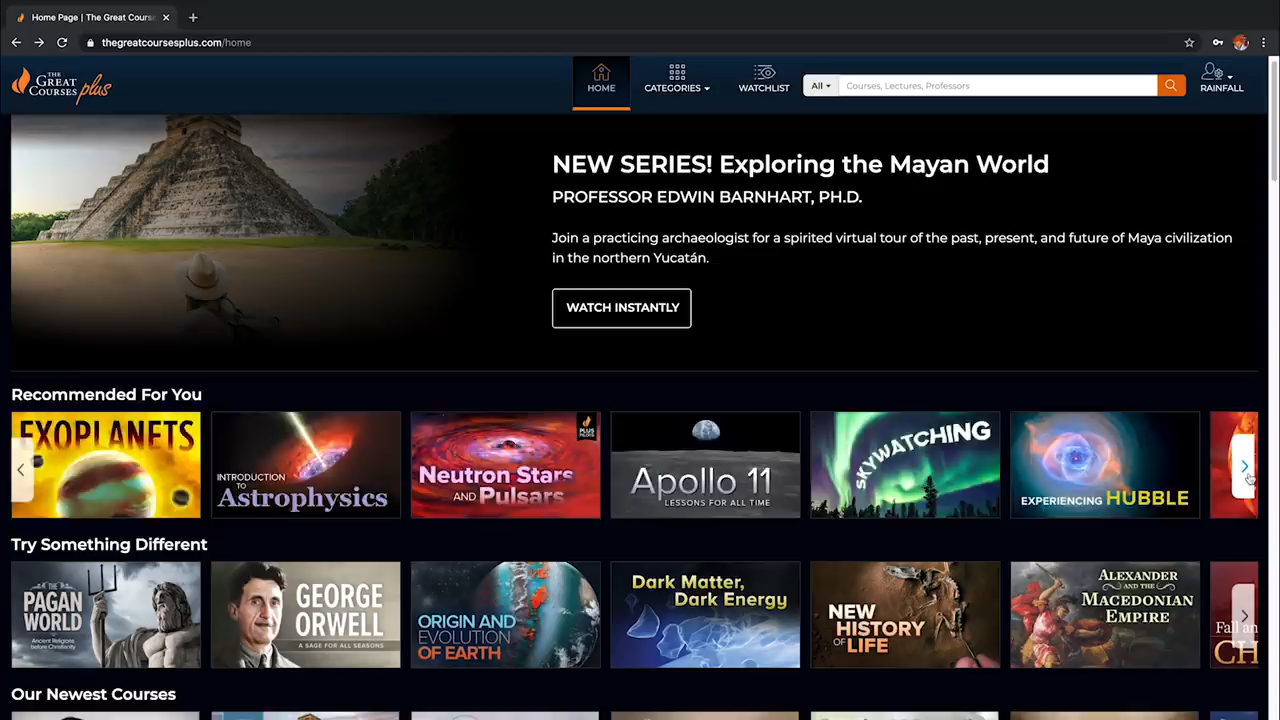 Home Page | The Great Cours
thegreatcoursesplus.com/home
THE
GREAT
COURSES plus
HOME
CATEGORIES
WATCHLIST
All
Courses, Lectures, Professors
RAINFALL
NEW SERIES! Exploring the Mayan World
PROFESSOR EDWIN BARNHART, PH.D.
Join a practicing archaeologist for a spirited virtual tour of the past, present, and future of Maya civilization
in the northern Yucatán.
WATCH INSTANTLY
Recommended For You
EXOPLANETS
INTRODUCTION
TO
Astrophysics
PLUS
Neutron Stars
AND Pulsars
Apollo 11
LESSONS FOR ALL TIME
SKYWATCHING
EXPERIENCING HUBBLE
Try Something Different
THE
PAGAN
WORLD
Ancient Religions
before Christianity
GEORGE
ORWELL
A SAGE FOR ALL SEASONS
ORIGIN AND
EVOLUTION
OF EARTH
Dark Matter,
Dark Energy
NEW
HISTORY
OF LIFE
ALEXANDER
AND THE
MACEDONIAN
EMPIRE
Fall an
CH
Our Newest Courses